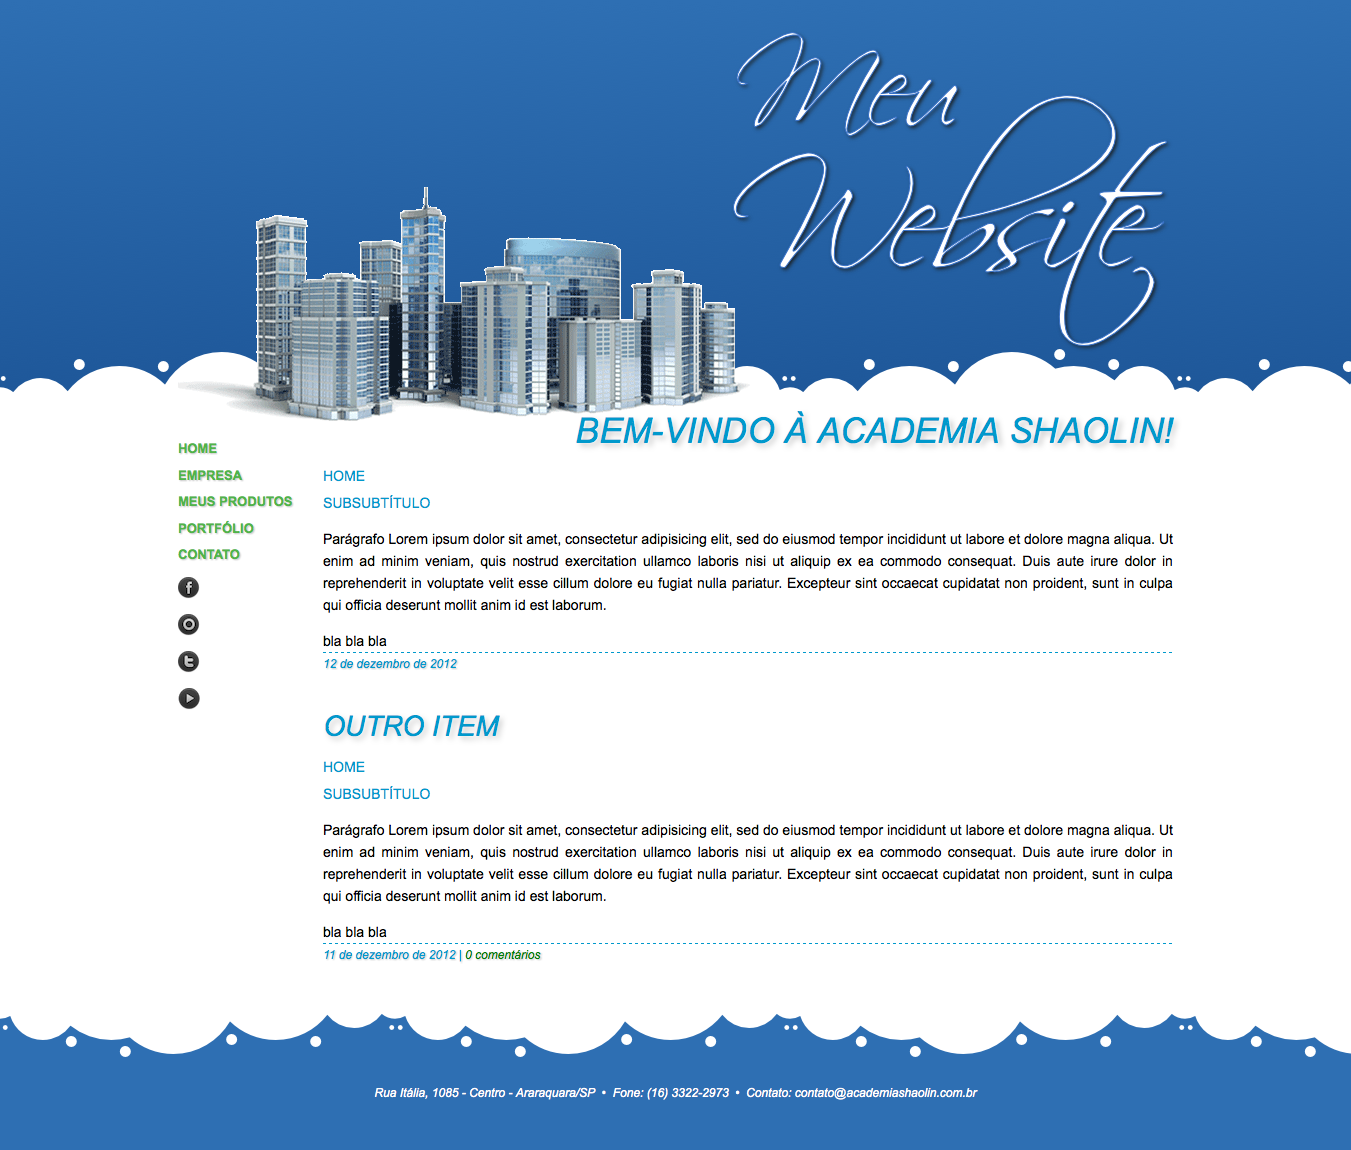 Meu
Website
BEM-VINDO À ACADEMIA SHAOLIN!
HOME
EMPRESA
MEUS PRODUTOS
PORTFÓLIO
CONTATO
HOME
SUBSUBTÍTULO
Parágrafo Lorem ipsum dolor sit amet, consectetur adipisicing elit, sed do eiusmod tempor incididunt ut labore et dolore magna aliqua. Ut
enim ad minim veniam, quis nostrud exercitation ullamco laboris nisi ut aliquip ex ea commodo consequat. Duis aute irure dolor in
reprehenderit in voluptate velit esse cillum dolore eu fugiat nulla pariatur. Excepteur sint occaecat cupidatat non proident, sunt in culpa
qui officia deserunt mollit anim id est laborum.
bla bla bla
12 de dezembro de 2012
OUTRO ITEM
HOME
SUBSUBTÍTULO
Parágrafo Lorem ipsum dolor sit amet, consectetur adipisicing elit, sed do eiusmod tempor incididunt ut labore et dolore magna aliqua. Ut
enim ad minim veniam, quis nostrud exercitation ullamco laboris nisi ut aliquip ex ea commodo consequat. Duis aute irure dolor in
reprehenderit in voluptate velit esse cillum dolore eu fugiat nulla pariatur. Excepteur sint occaecat cupidatat non proident, sunt in culpa
qui officia deserunt mollit anim id est laborum.
bla bla bla
11 de dezembro de 2012 | 0 comentários
Rua Itália, 1085 - Centro - Araraquara/SP • Fone: (16) 3322-2973 • Contato: contato@academiashaolin.com.br